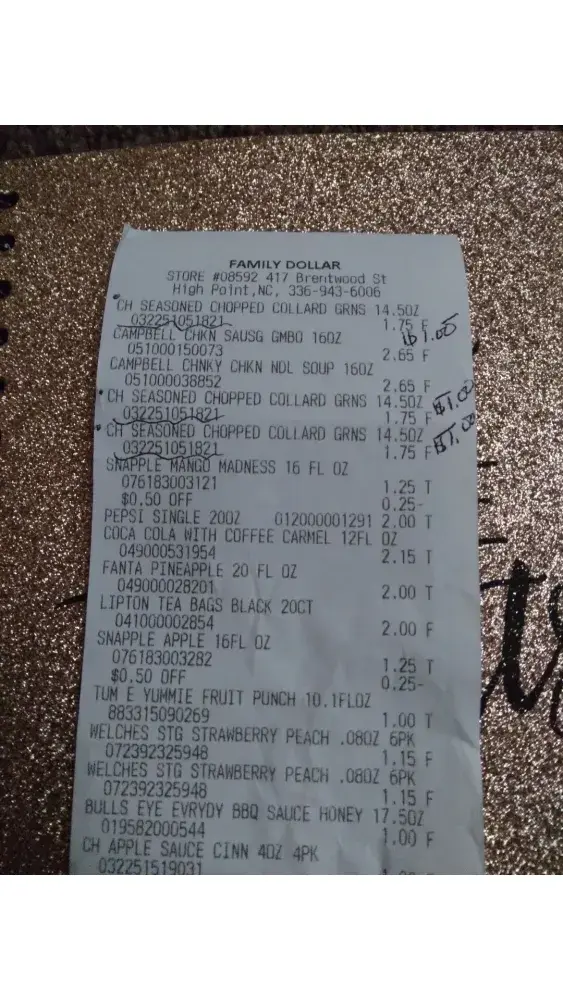 FAMILY DOLLAR
STORE #08592 417 Brentwood St
High Point,NC, 336-943-6006
CH SEASONED CHOPPED COLLARD GRNS 14.5OZ
032251051821 1.75 F $1.00
CAMPBELL CHKN SAUSG GMBO 16OZ
051000150073 2.65 F
CAMPBELL CHNKY CHKN NDL SOUP 16OZ
051000038852 2.65 F
CH SEASONED CHOPPED COLLARD GRNS 14.5OZ $1.00
032251051821 1.75 F
CH SEASONED CHOPPED COLLARD GRNS 14.5OZ $1.00
032251051821 1.75 F
SNAPPLE MANGO MADNESS 16 FL OZ
076183003121 1.25 T
$0.50 OFF 0.25-
PEPSI SINGLE 20OZ 012000001291 2.00 T
COCA COLA WITH COFFEE CARMEL 12FL OZ
049000531954 2.15 T
FANTA PINEAPPLE 20 FL OZ
049000028201 2.00 T
LIPTON TEA BAGS BLACK 20CT
041000002854 2.00 F
SNAPPLE APPLE 16FL OZ
076183003282 1.25 T
$0.50 OFF 0.25-
TUM E YUMMIE FRUIT PUNCH 10.1FLOZ
883315090269 1.00 T
WELCHES STG STRAWBERRY PEACH .08OZ 6PK
072392325948 1.15 F
WELCHES STG STRAWBERRY PEACH .08OZ 6PK
072392325948 1.15 F
BULLS EYE EVRYDY BBQ SAUCE HONEY 17.5OZ
019582000544 1.00 F
CH APPLE SAUCE CINN 4OZ 4PK
032251519031